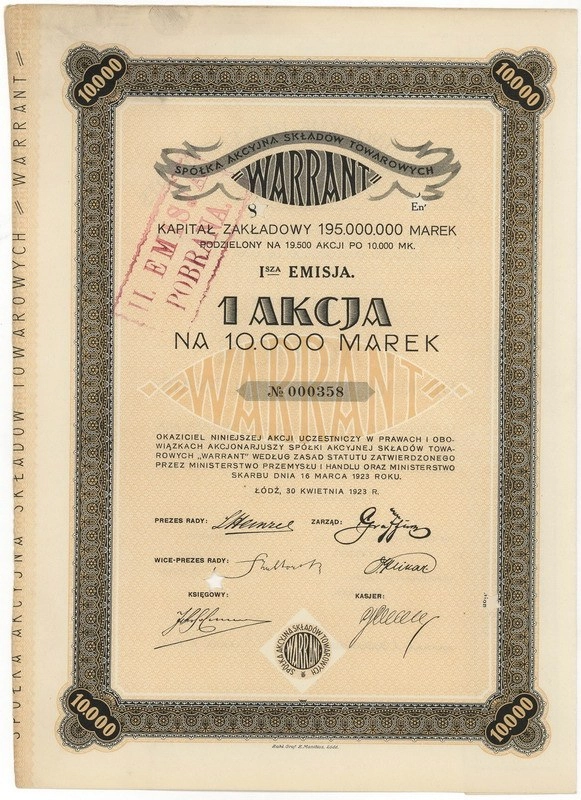 10000
10000
SPÓŁKA AKCYJNA SKŁADÓW TOWAROWYCH
"WARRANT"
8
En
KAPITAŁ ZAKŁADOWY 195.000.000 MAREK
PODZIELONY NA 19.500 AKCJI PO 10.000 MK.
II. EMISJA
POBRANA.
ISZA EMISJA.
1 AKCJA
NA 10.000 MAREK
"WARRANT"
№ 000358
OKAZICIEL NINIEJSZEJ AKCJI UCZESTNICZY W PRAWACH I OBO-
WIĄZKACH AKCJONARJUSZY SPÓŁKI AKCYJNEJ SKŁADÓW TOWA-
ROWYCH „WARRANT" WEDŁUG ZASAD STATUTU ZATWIERDZONEGO
PRZEZ MINISTERSTWO PRZEMYSŁU I HANDLU ORAZ MINISTERSTWO
SKARBU DNIA 16 MARCA 1923 ROKU.
ŁÓDŹ, 30 KWIETNIA 1923 R.
PREZES RADY: ZARZĄD:
WICE-PREZES RADY:
KSIĘGOWY: KASJER:
SPÓŁKA AKCYJNA SKŁADÓW TOWAROWYCH
WARRANT
10000
10000
SPÓŁKA AKCYJNA SKŁADÓW TOWAROWYCH "WARRANT"